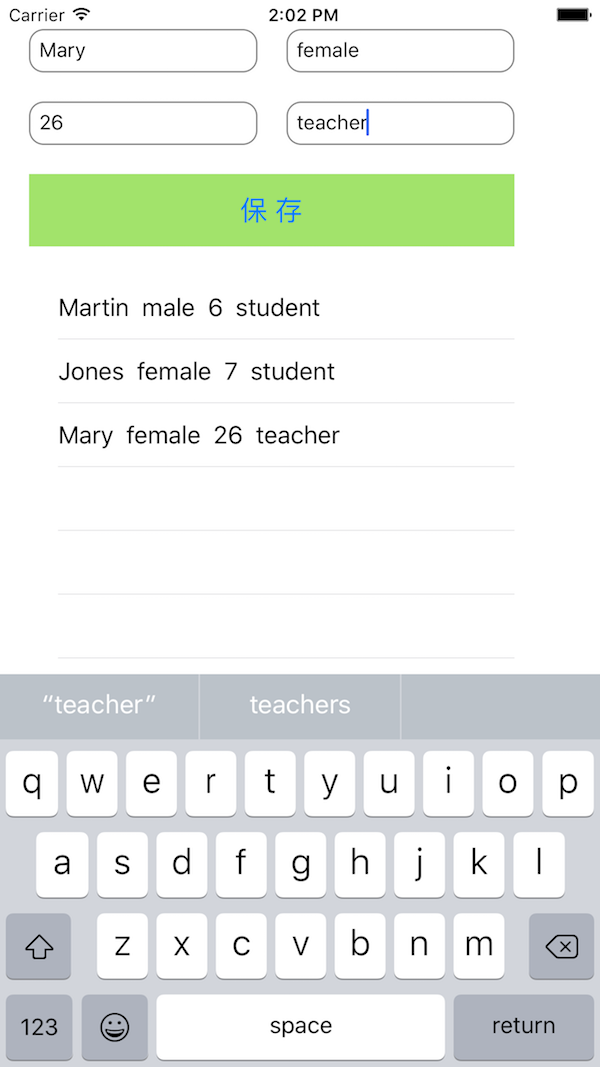 Carrier 2:02 PM
Mary female
26 teacher
保 存
Martin male 6 student
Jones female 7 student
Mary female 26 teacher
“teacher” teachers
q w e r t y u i o p
a s d f g h j k l
z x c v b n m
123 space return